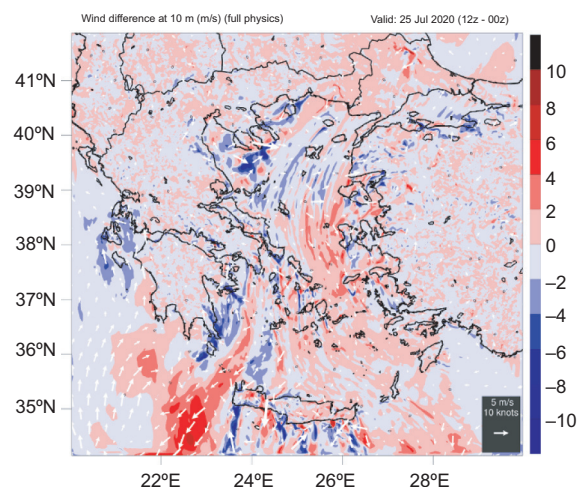 Wind difference at 10 m (m/s) (full physics) Valid: 25 Jul 2020 (12z - 00z)
41ºN
40ºN
39ºN
38ºN
37ºN
36ºN
35ºN
22ºE 24ºE 26ºE 28ºE
10
8
6
4
2
0
–2
–4
–6
–8
–10
5 m/s
10 knots